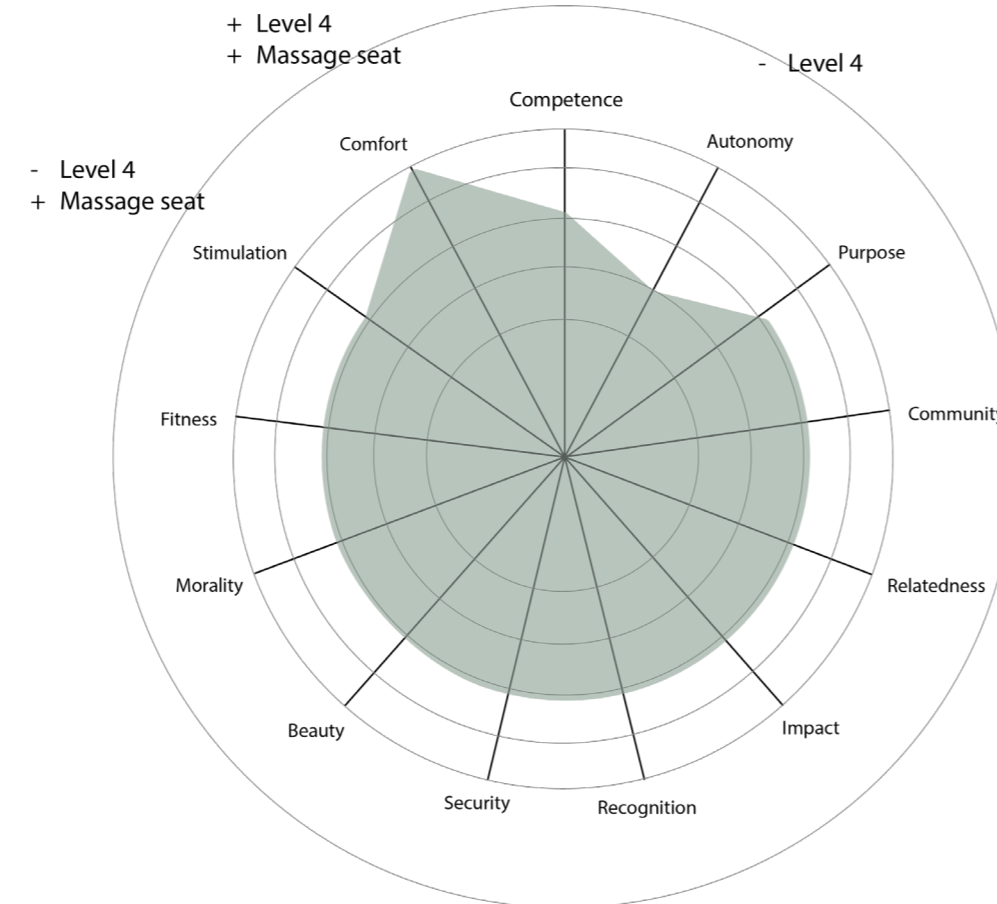 + Level 4
+ Massage seat
- Level 4
Competence
Comfort
Autonomy
- Level 4
+ Massage seat
Stimulation
Purpose
Fitness
Community
Morality
Relatedness
Beauty
Impact
Security
Recognition